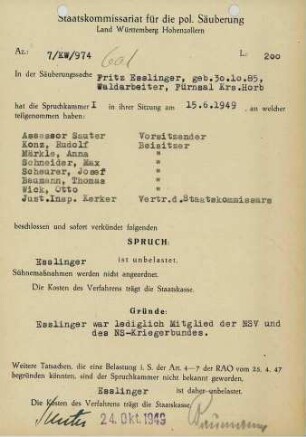 Staatskommissariat für die pol. Säuberung
Land Württemberg Hohenzollern
Az.: 7/KW/974
L: 200
In der Säuberungssache Fritz Esslinger, geb.30.10.85,
Waldarbeiter, Fürnsal Krs.Horb
hat die Spruchkammer I in ihrer Sitzung am 15.6.1949 , an welcher
teilgenommen haben:
Assessor Sauter Vorsitzender
Konz, Rudolf Beisitzer
Märkle, Anna "
Schneider, Max "
Scheurer, Josef "
Baumann, Thomas "
Wick, Otto "
Just.Insp. Kerker Vertr.d.Staatskommissars
beschlossen und sofort verkündet folgenden
SPRUCH:
Esslinger ist unbelastet.
Sühnemaßnahmen werden nicht angeordnet.
Die Kosten des Verfahrens trägt die Staatskasse.
Gründe:
Esslinger war lediglich Mitglied der NSV und
des NS-Kriegerbundes.
Weitere Tatsachen, die eine Belastung i. S. der Art. 4—7 der RAO vom 25. 4. 47
begründen könnten, sind der Spruchkammer nicht bekannt geworden.
Esslinger ist daher unbelastet.
Die Kosten des Verfahrens trägt die Staatskasse.
Sauter 24. Okt. 1949